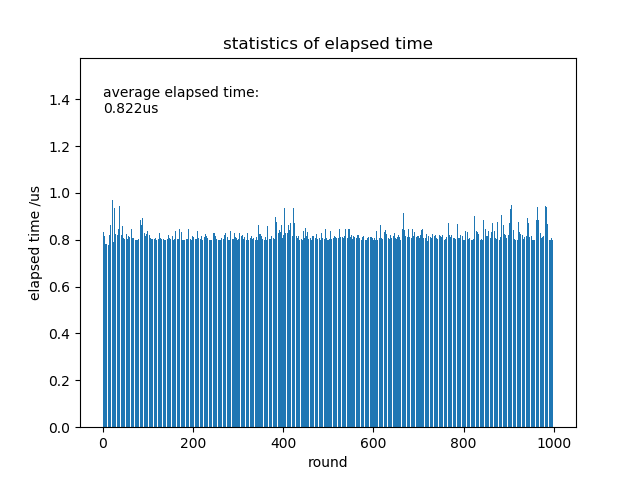 statistics of elapsed time
average elapsed time:
0.822us
elapsed time /us
1.4
1.2
1.0
0.8
0.6
0.4
0.2
0.0
0
200
400
600
800
1000
round